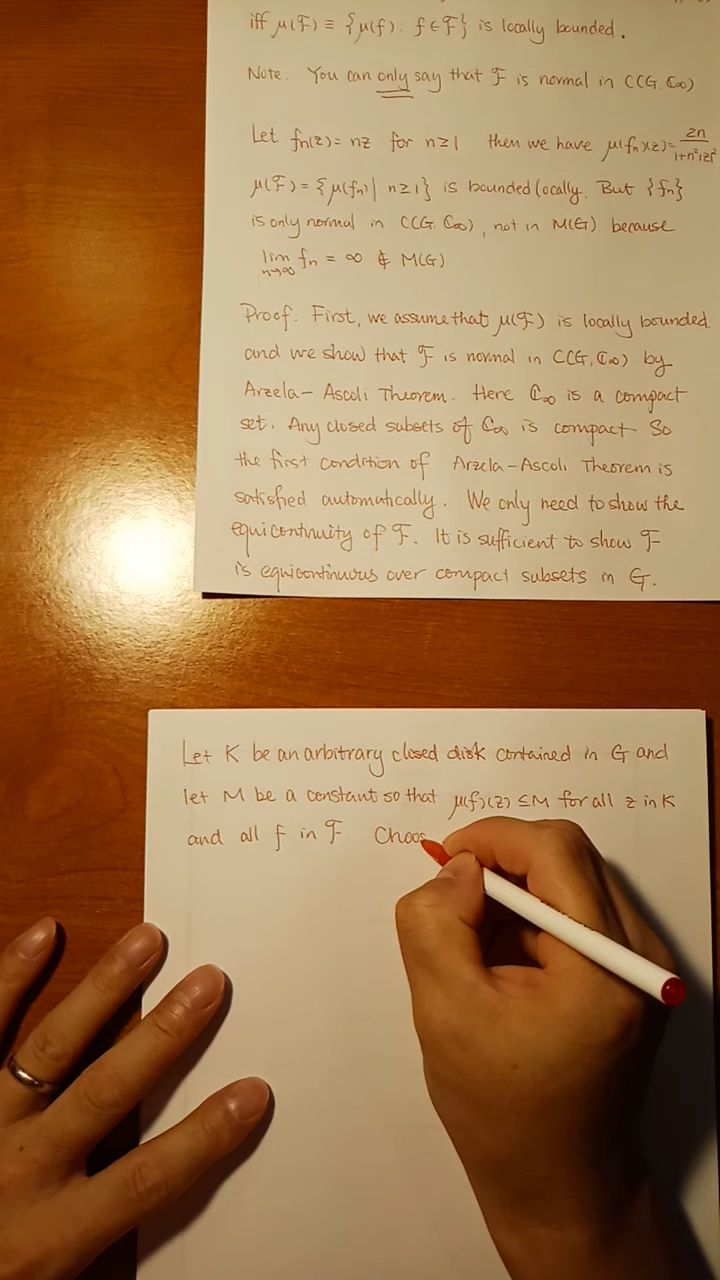 iff μ(F) ≡ {μ(f) : f ∈ F} is locally bounded.
Note: You can only say that F is normal in C(G, C∞)
Let fn(z) = nz for n≥1 then we have μ(fn)(z) = 2n / 1+n²|z|²
μ(F) = {μ(fn) | n≥1} is bounded locally. But {fn}
is only normal in C(G, C∞), not in M(G) because
lim n→∞ fn = ∞ ∉ M(G)
Proof: First, we assume that μ(F) is locally bounded
and we show that F is normal in C(G, C∞) by
Arzela-Ascoli Theorem. Here C∞ is a compact
set. Any closed subsets of C∞ is compact So
the first condition of Arzela-Ascoli Theorem is
satisfied automatically. We only need to show the
equicontinuity of F. It is sufficient to show F
is equicontinuous over compact subsets in G.
Let K be an arbitrary closed disk contained in G and
let M be a constant so that μ(f)(z) ≤ M for all z in K
and all f in F Choos